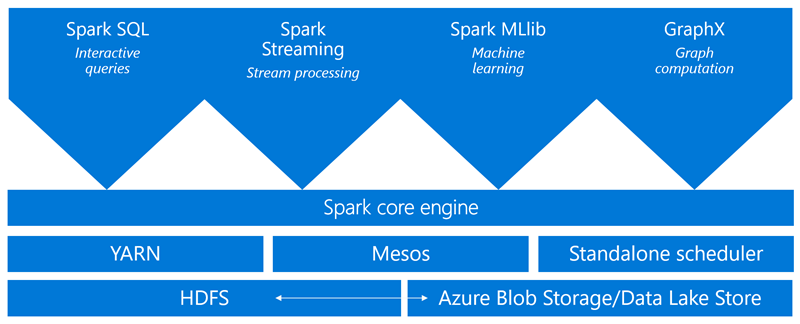 Spark SQL
Interactive
queries
Spark
Streaming
Stream processing
Spark MLlib
Machine
learning
GraphX
Graph
computation
Spark core engine
YARN
Mesos
Standalone scheduler
HDFS
Azure Blob Storage/Data Lake Store